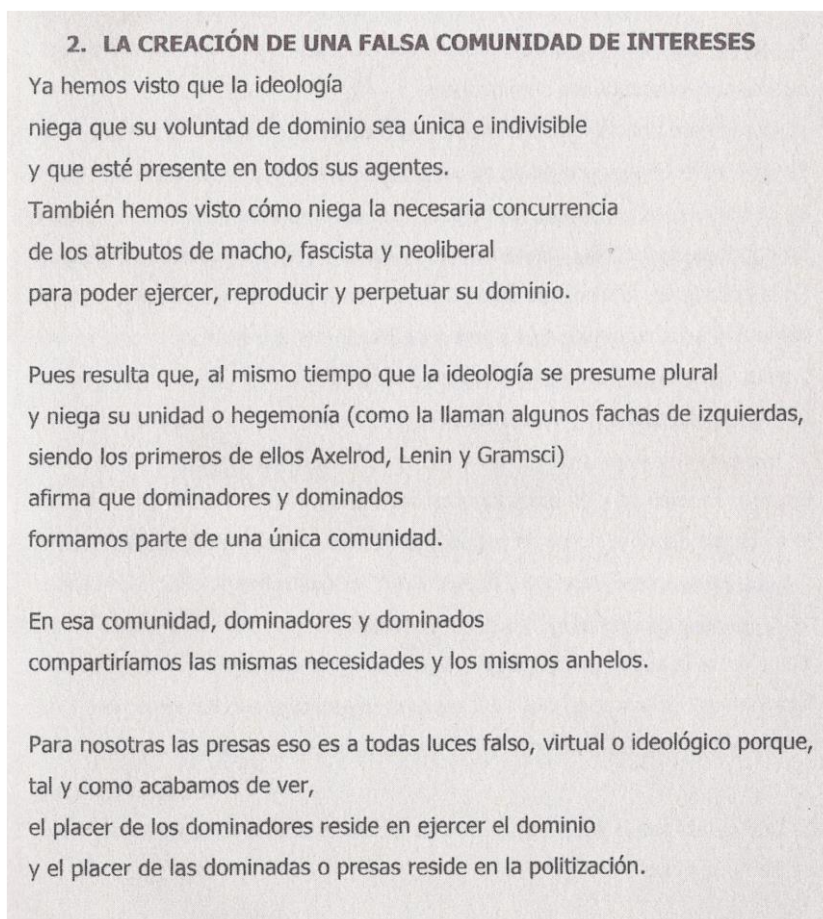 2. LA CREACIÓN DE UNA FALSA COMUNIDAD DE INTERESES
Ya hemos visto que la ideología
niega que su voluntad de dominio sea única e indivisible
y que esté presente en todos sus agentes.
También hemos visto cómo niega la necesaria concurrencia
de los atributos de macho, fascista y neoliberal
para poder ejercer, reproducir y perpetuar su dominio.
Pues resulta que, al mismo tiempo que la ideología se presume plural
y niega su unidad o hegemonía (como la llaman algunos fachas de izquierdas,
siendo los primeros de ellos Axelrod, Lenin y Gramsci)
afirma que dominadores y dominados
formamos parte de una única comunidad.
En esa comunidad, dominadores y dominados
compartiríamos las mismas necesidades y los mismos anhelos.
Para nosotras las presas eso es a todas luces falso, virtual o ideológico porque,
tal y como acabamos de ver,
el placer de los dominadores reside en ejercer el dominio
y el placer de las dominadas o presas reside en la politización.